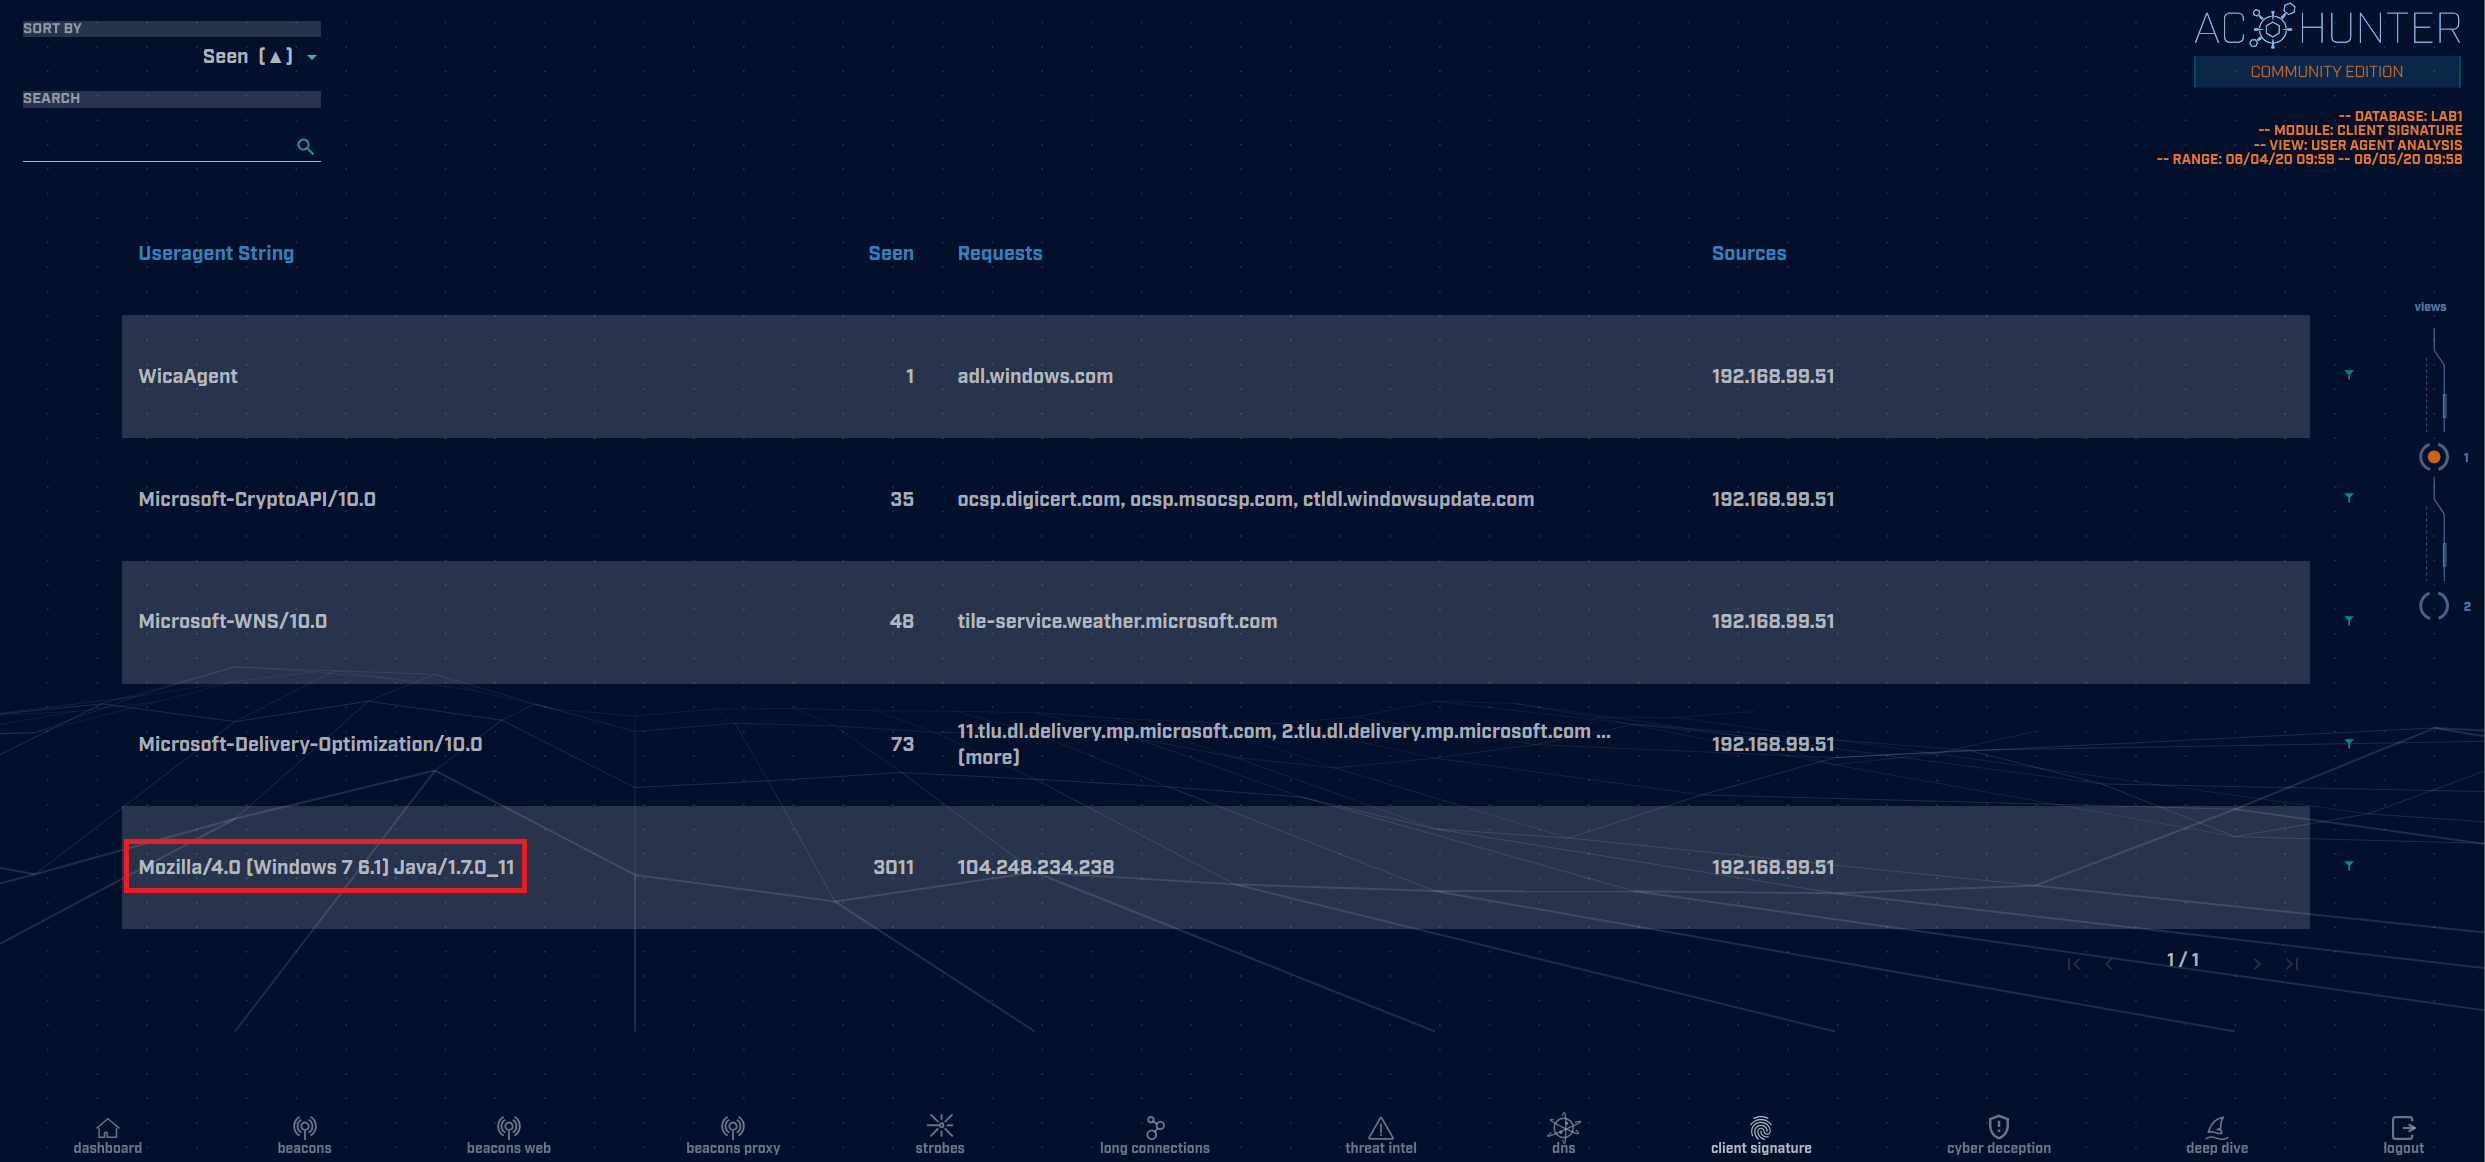 SORT BY
Seen [▲]
SEARCH
AC HUNTER
COMMUNITY EDITION
-- DATABASE: LAB1
-- MODULE: CLIENT SIGNATURE
-- VIEW: USER AGENT ANALYSIS
-- RANGE: 06/04/20 09:59 -- 06/05/20 09:58
Useragent String Seen Requests Sources
views
WicaAgent 1 adl.windows.com 192.168.99.51
1
Microsoft-CryptoAPI/10.0 35 ocsp.digicert.com, ocsp.msocsp.com, ctldl.windowsupdate.com 192.168.99.51
2
Microsoft-WNS/10.0 48 tile-service.weather.microsoft.com 192.168.99.51
Microsoft-Delivery-Optimization/10.0 73 11.tlu.dl.delivery.mp.microsoft.com, 2.tlu.dl.delivery.mp.microsoft.com ...
[more] 192.168.99.51
Mozilla/4.0 [Windows 7 6.1] Java/1.7.0_11 3011 104.248.234.238 192.168.99.51
1 / 1
dashboard beacons beacons web beacons proxy strobes long connections threat intel dns client signature cyber deception deep dive logout